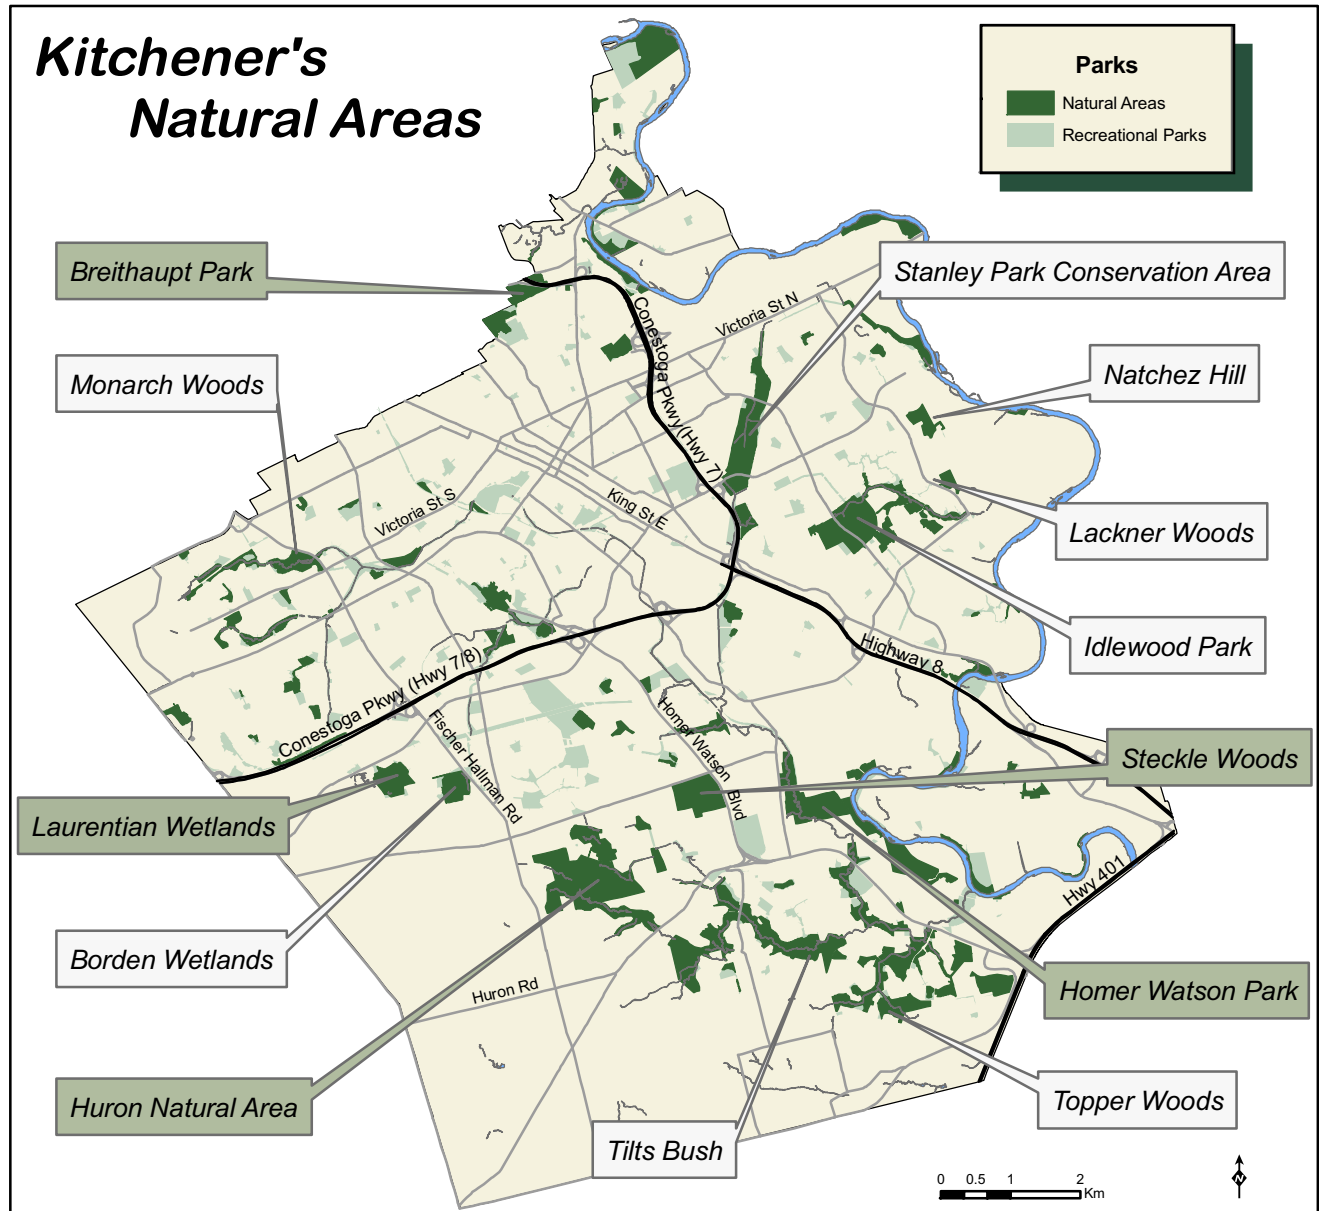 Kitchener's
Natural Areas
Parks
Natural Areas
Recreational Parks
Breithaupt Park
Stanley Park Conservation Area
Victoria St N
Conestoga Pkwy (Hwy 7)
Monarch Woods
Natchez Hill
Victoria St S
King St E
Lackner Woods
Idlewood Park
Highway 8
Conestoga Pkwy (Hwy 7/8)
Fischer Hallman Rd
Homer Watson Blvd
Steckle Woods
Laurentian Wetlands
Hwy 401
Borden Wetlands
Huron Rd
Homer Watson Park
Huron Natural Area
Topper Woods
Tilts Bush
0 0.5 1 2
Km
N